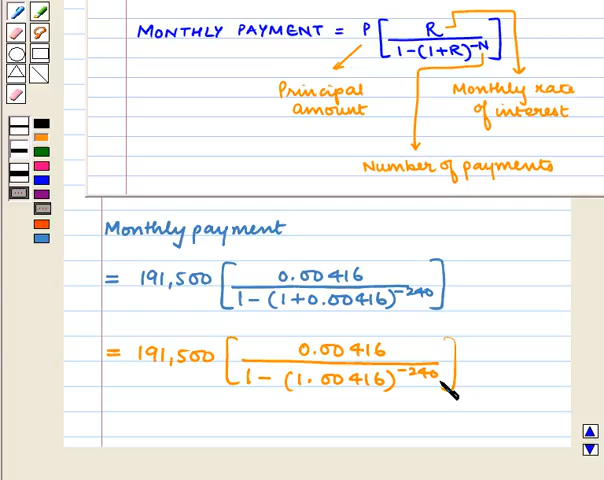 MONTHLY PAYMENT = P [ R / 1-(1+R)^-N ]
Principal amount
Monthly rate of interest
Number of payments
Monthly payment
= 191,500 [ 0.00416 / 1-(1+0.00416)^-240 ]
= 191,500 [ 0.00416 / 1-(1.00416)^-240 ]